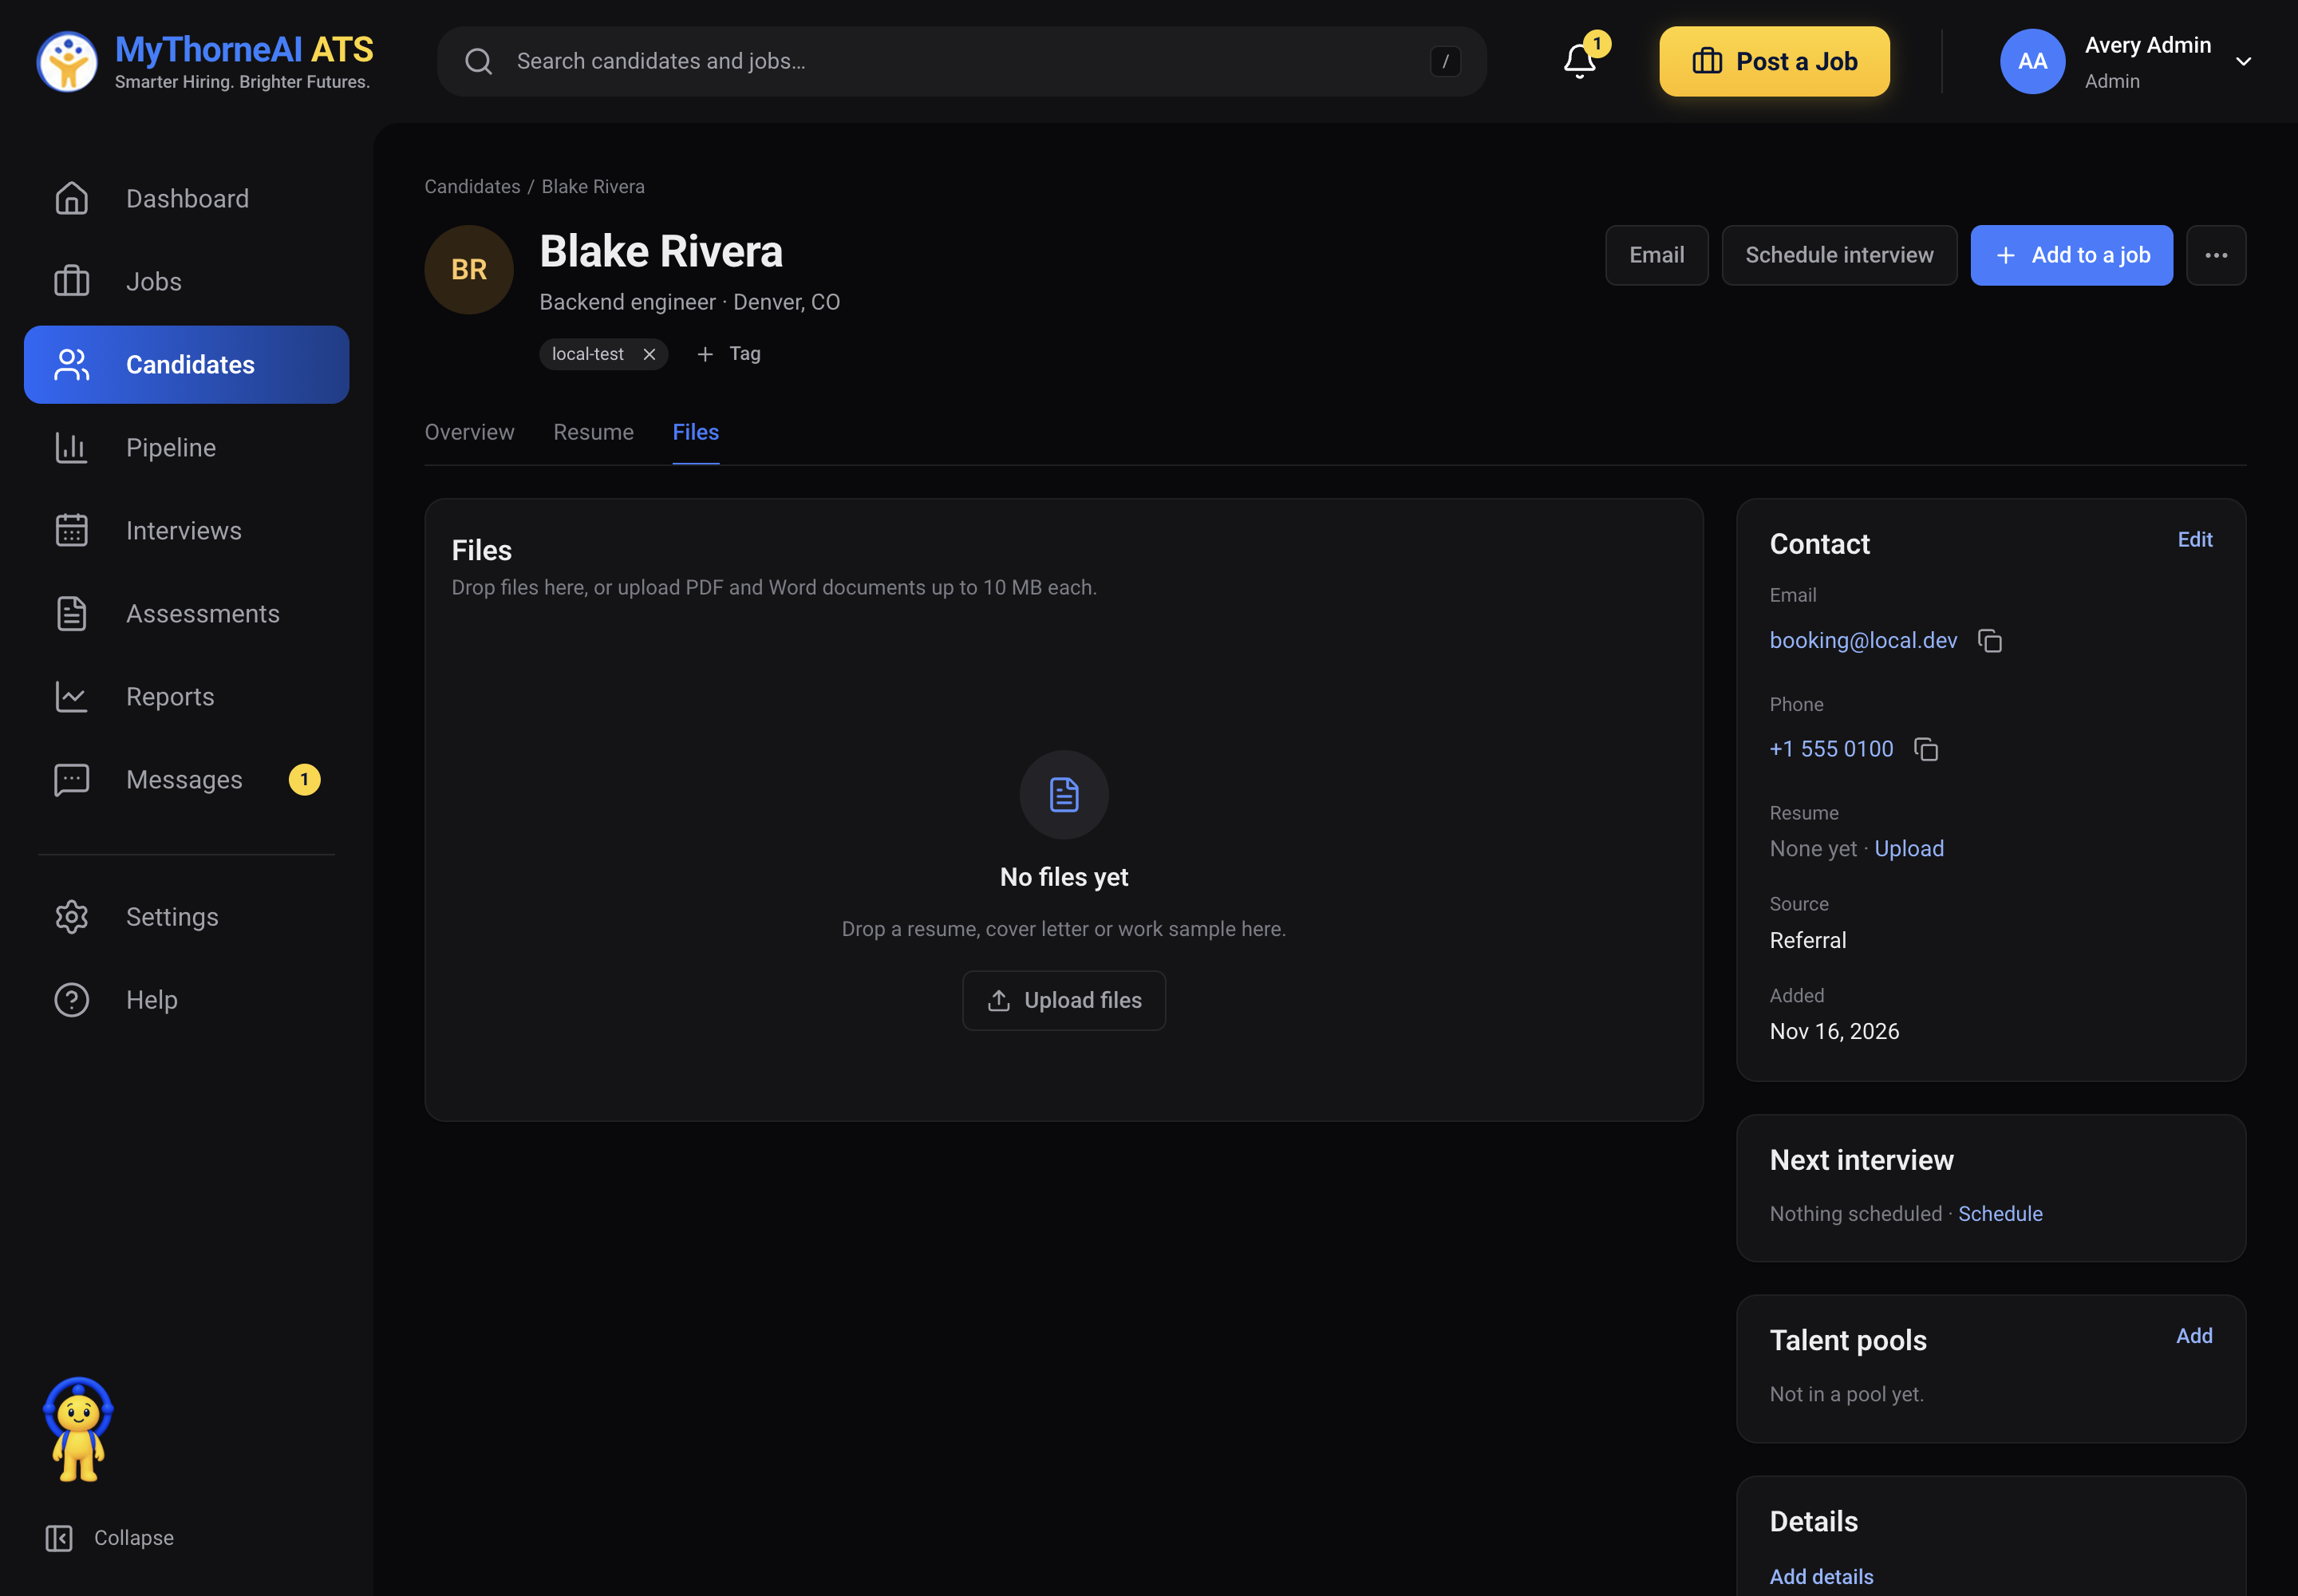 MyThorneAI ATS
Smarter Hiring. Brighter Futures.
Search candidates and jobs...
/
1
Post a Job
AA
Avery Admin
Admin
Dashboard
Jobs
Candidates
Pipeline
Interviews
Assessments
Reports
Messages
1
Settings
Help
Collapse
Candidates / Blake Rivera
BR
Blake Rivera
Backend engineer · Denver, CO
local-test
Tag
Email
Schedule interview
Add to a job
Overview
Resume
Files
Files
Drop files here, or upload PDF and Word documents up to 10 MB each.
No files yet
Drop a resume, cover letter or work sample here.
Upload files
Contact
Edit
Email
booking@local.dev
Phone
+1 555 0100
Resume
None yet · Upload
Source
Referral
Added
Nov 16, 2026
Next interview
Nothing scheduled · Schedule
Talent pools
Add
Not in a pool yet.
Details
Add details